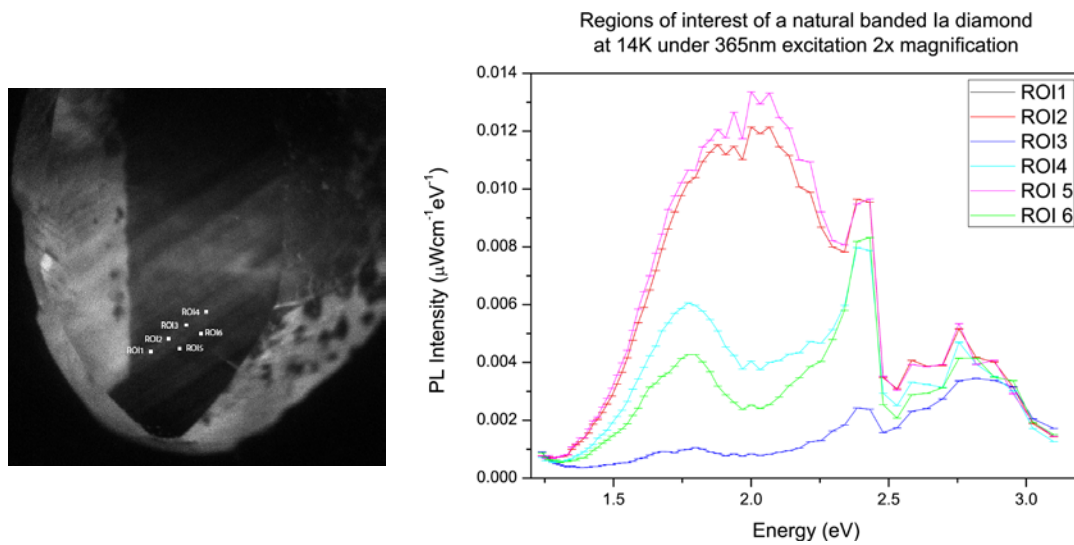 Regions of interest of a natural banded Ia diamond
at 14K under 365nm excitation 2x magnification
ROI4
ROI3
ROI6
ROI2
ROI1
ROI5
PL Intensity (μWcm⁻¹eV⁻¹)
0.014
0.012
0.010
0.008
0.006
0.004
0.002
0.000
ROI1
ROI2
ROI3
ROI4
ROI 5
ROI 6
1.5 2.0 2.5 3.0
Energy (eV)